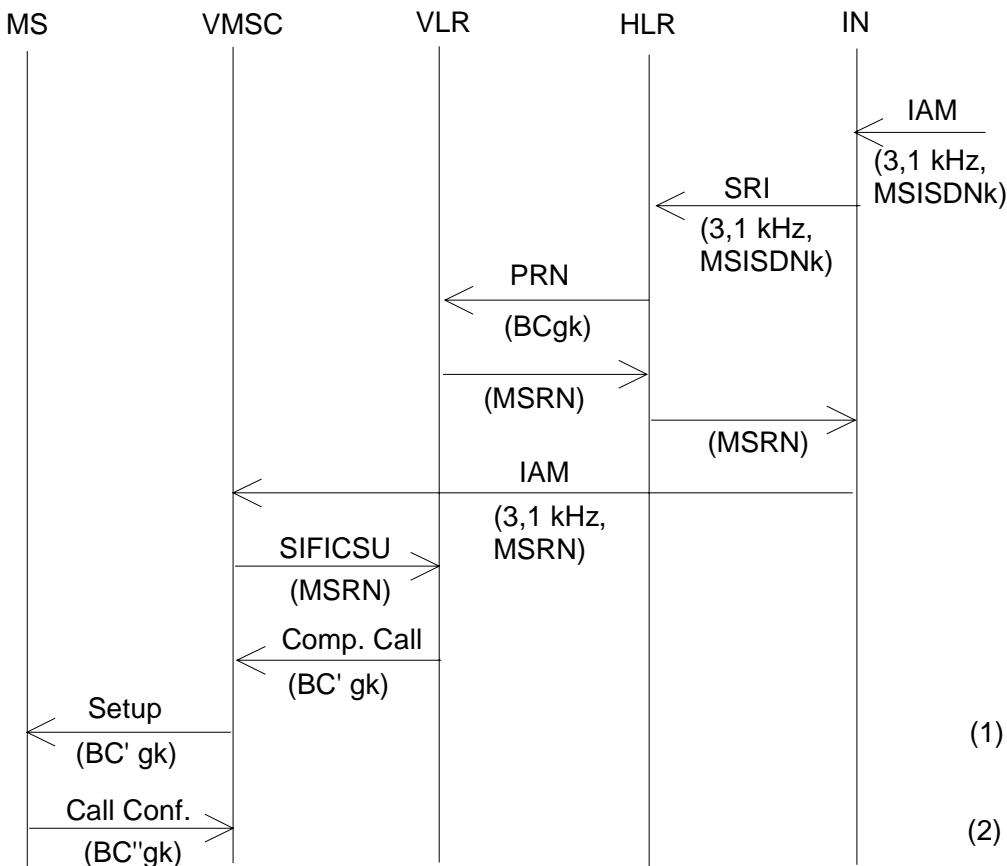 MS VMSC VLR HLR IN
IAM
(3,1 kHz,
MSISDNk)
SRI
(3,1 kHz,
MSISDNk)
PRN
(BCgk)
(MSRN)
(MSRN)
IAM
(3,1 kHz,
MSRN)
SIFICSU
(MSRN)
Comp. Call
(BC' gk)
Setup
(BC' gk)
(1)
Call Conf.
(BC''gk)
(2)